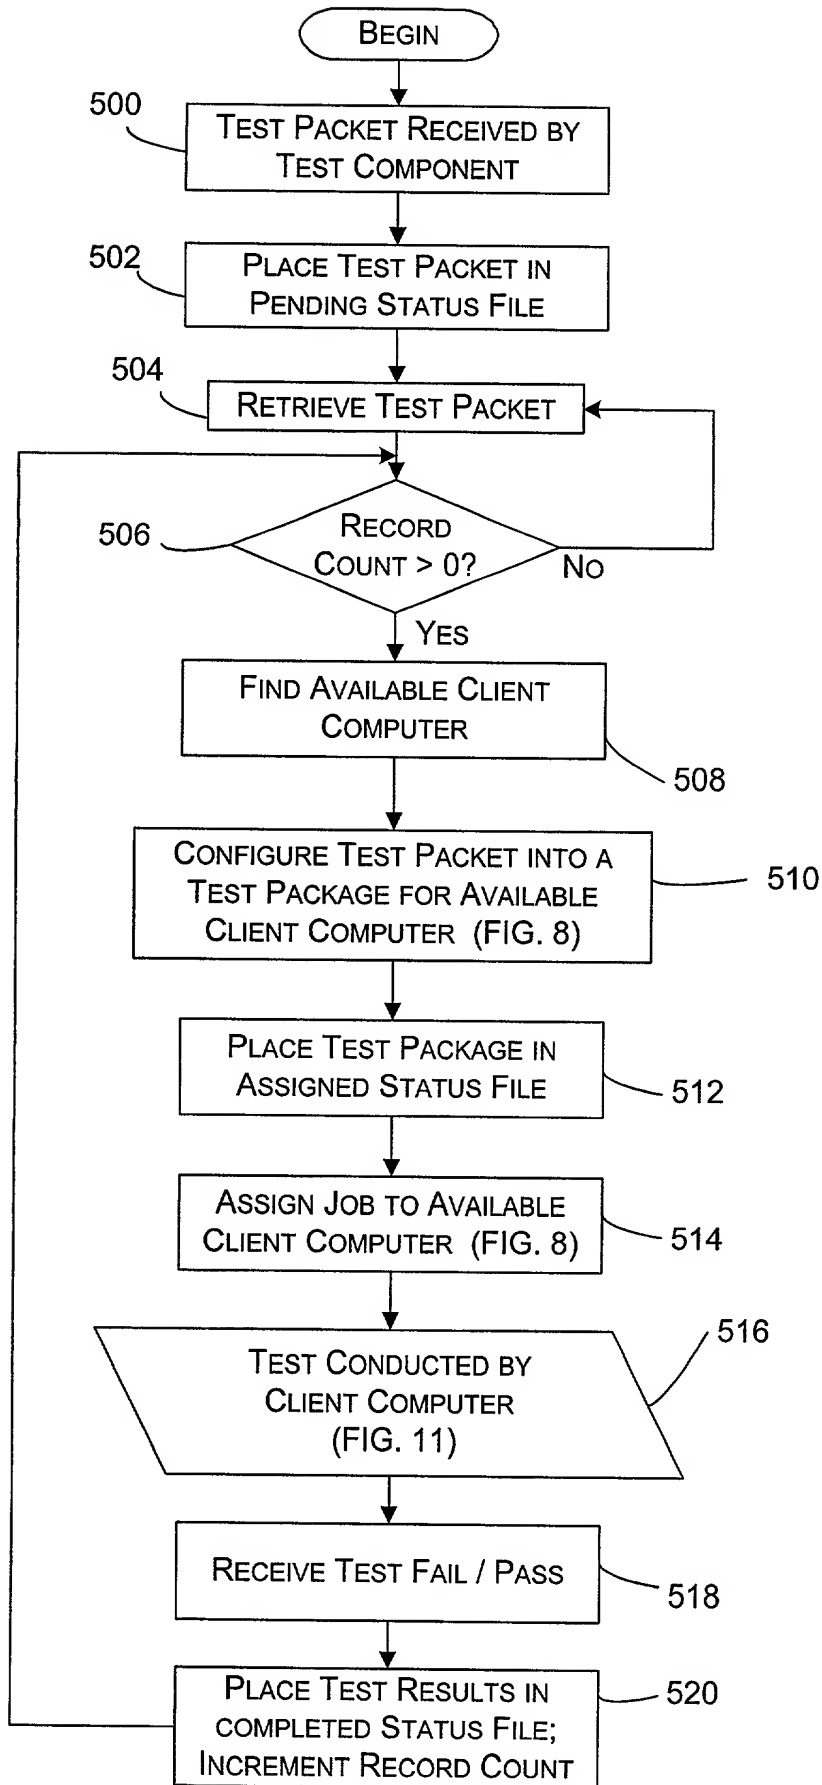 BEGIN
500
TEST PACKET RECEIVED BY
TEST COMPONENT
502
PLACE TEST PACKET IN
PENDING STATUS FILE
504
RETRIEVE TEST PACKET
506
RECORD
COUNT > 0?
NO
YES
FIND AVAILABLE CLIENT
COMPUTER
508
CONFIGURE TEST PACKET INTO A
TEST PACKAGE FOR AVAILABLE
CLIENT COMPUTER (FIG. 8)
510
PLACE TEST PACKAGE IN
ASSIGNED STATUS FILE
512
ASSIGN JOB TO AVAILABLE
CLIENT COMPUTER (FIG. 8)
514
TEST CONDUCTED BY
CLIENT COMPUTER
(FIG. 11)
516
RECEIVE TEST FAIL / PASS
518
PLACE TEST RESULTS IN
COMPLETED STATUS FILE;
INCREMENT RECORD COUNT
520